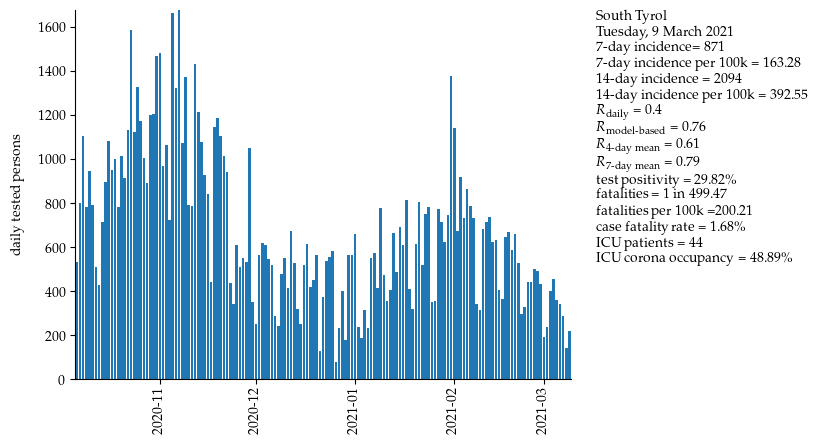 1600
1400
1200
1000
800
600
400
200
0
daily tested persons
2020-11
2020-12
2021-01
2021-02
2021-03
South Tyrol
Tuesday, 9 March 2021
7-day incidence= 871
7-day incidence per 100k = 163.28
14-day incidence = 2094
14-day incidence per 100k = 392.55
R daily = 0.4
R model-based = 0.76
R 4-day mean = 0.61
R 7-day mean = 0.79
test positivity = 29.82%
fatalities = 1 in 499.47
fatalities per 100k =200.21
case fatality rate = 1.68%
ICU patients = 44
ICU corona occupancy = 48.89%